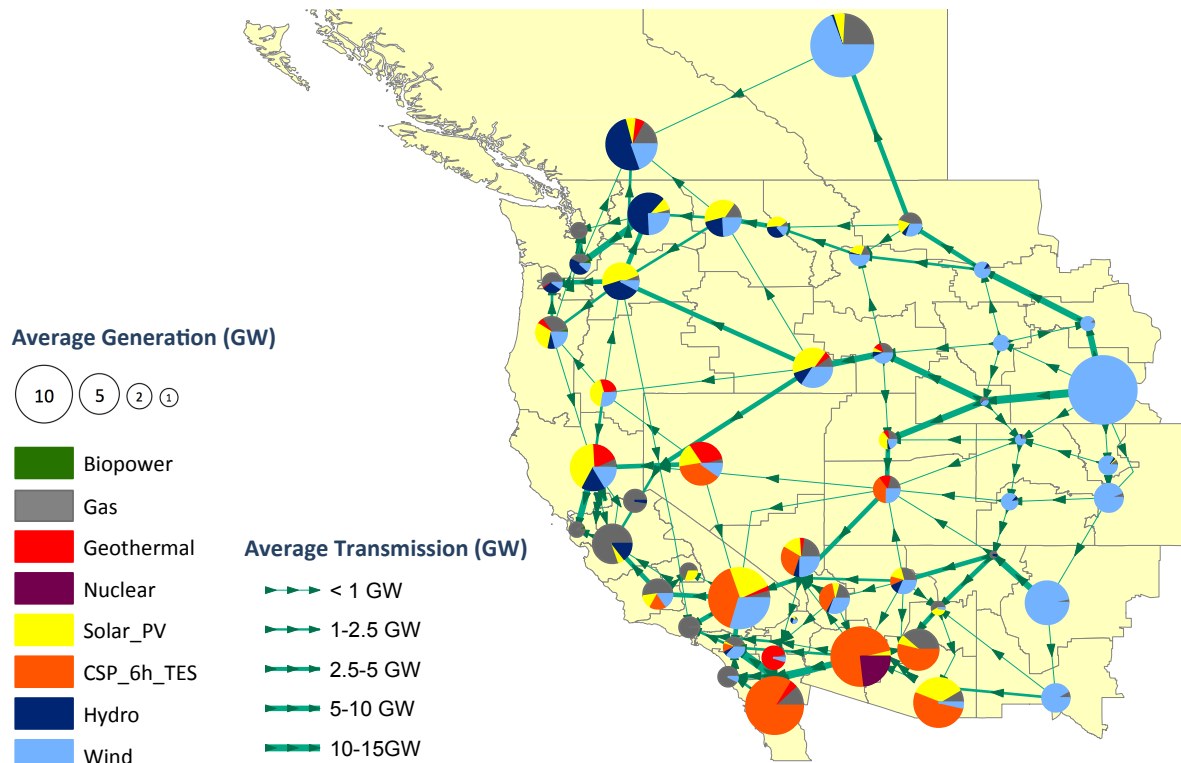 Average Generation (GW)
10
5
2
1
Biopower
Gas
Geothermal
Nuclear
Solar_PV
CSP_6h_TES
Hydro
Wind
Average Transmission (GW)
< 1 GW
1-2.5 GW
2.5-5 GW
5-10 GW
10-15GW